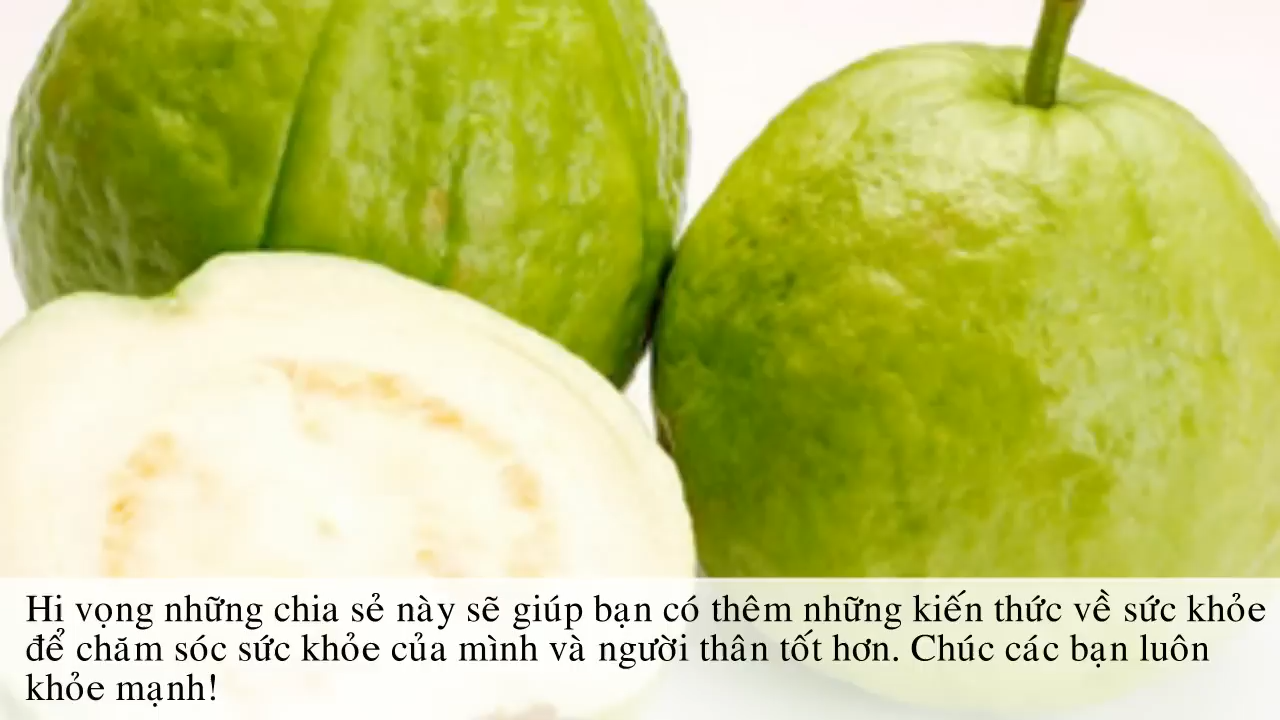 Hi vọng những chia sẻ này sẽ giúp bạn có thêm những kiến thức về sức khỏe
để chăm sóc sức khỏe của mình và người thân tốt hơn. Chúc các bạn luôn
khỏe mạnh!